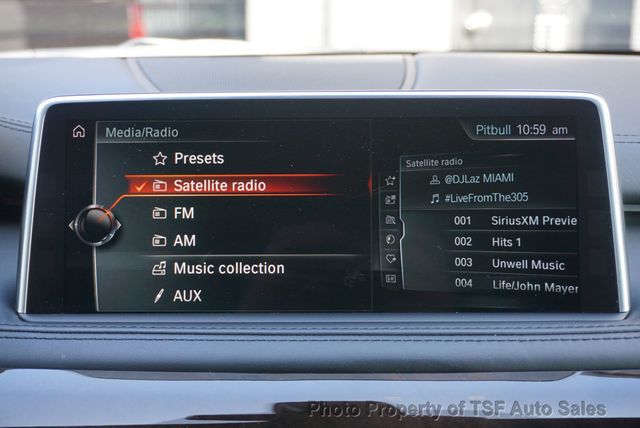 Media/Radio
Pitbull 10:59 am
Presets
Satellite radio
FM
AM
Music collection
AUX
Satellite radio
@DJLaz MIAMI
#LiveFromThe305
001 SiriusXM Previe
002 Hits 1
003 Unwell Music
004 Life/John Mayer
Photo Property of TSF Auto Sales